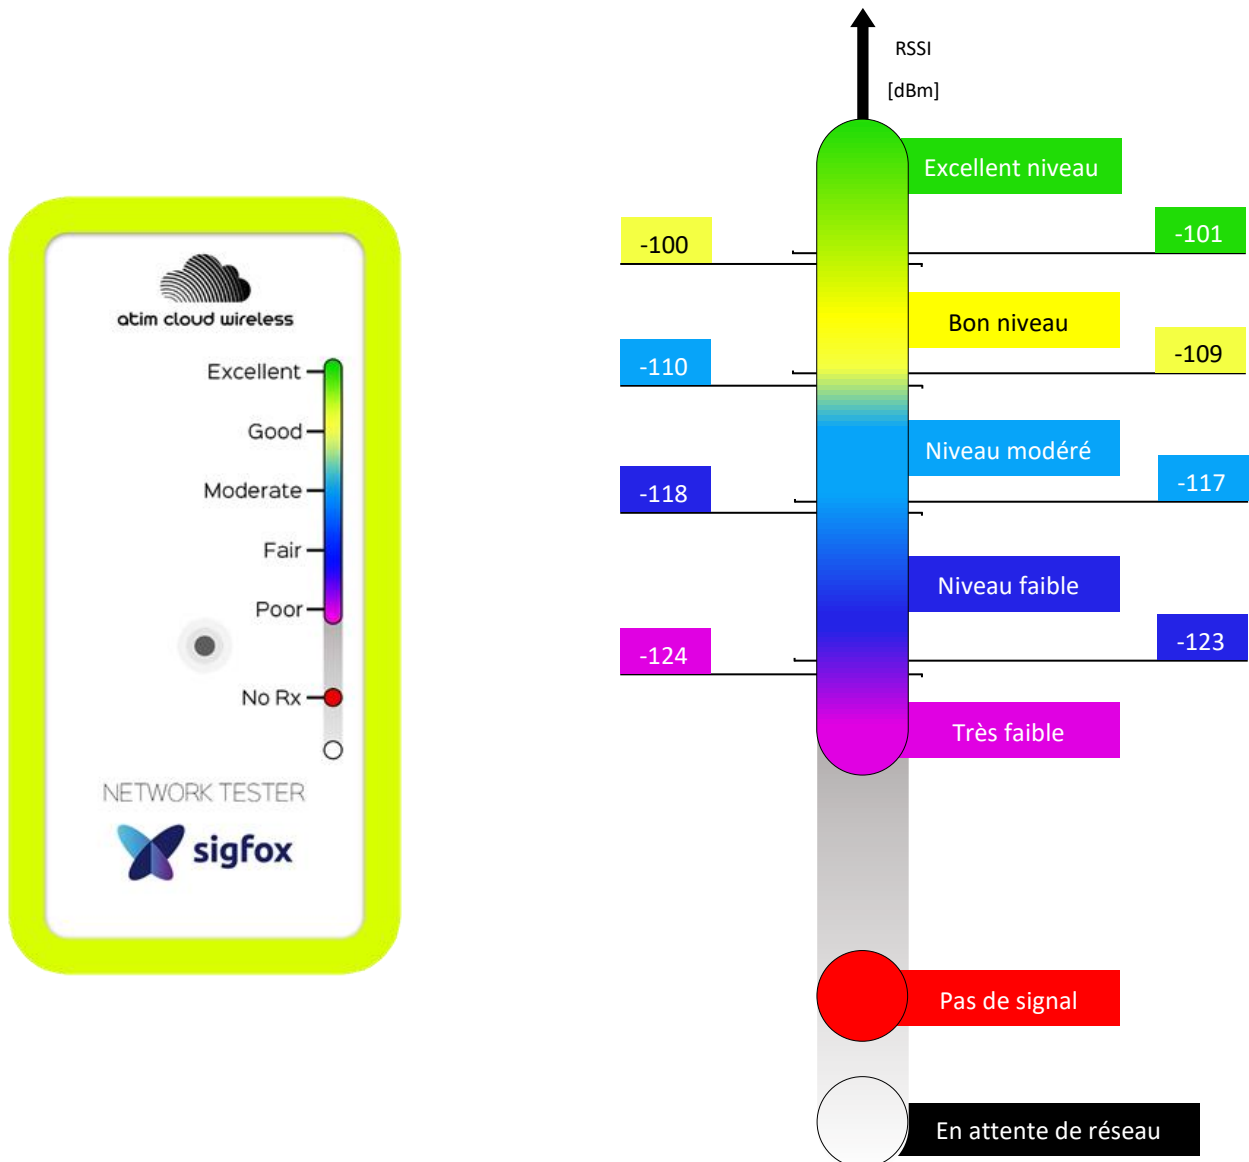 atim cloud wireless
Excellent
Good
Moderate
Fair
Poor
No Rx
NETWORK TESTER
sigfox
RSSI
[dBm]
Excellent niveau
-100
-101
Bon niveau
-110
-109
Niveau modéré
-118
-117
Niveau faible
-124
-123
Très faible
Pas de signal
En attente de réseau